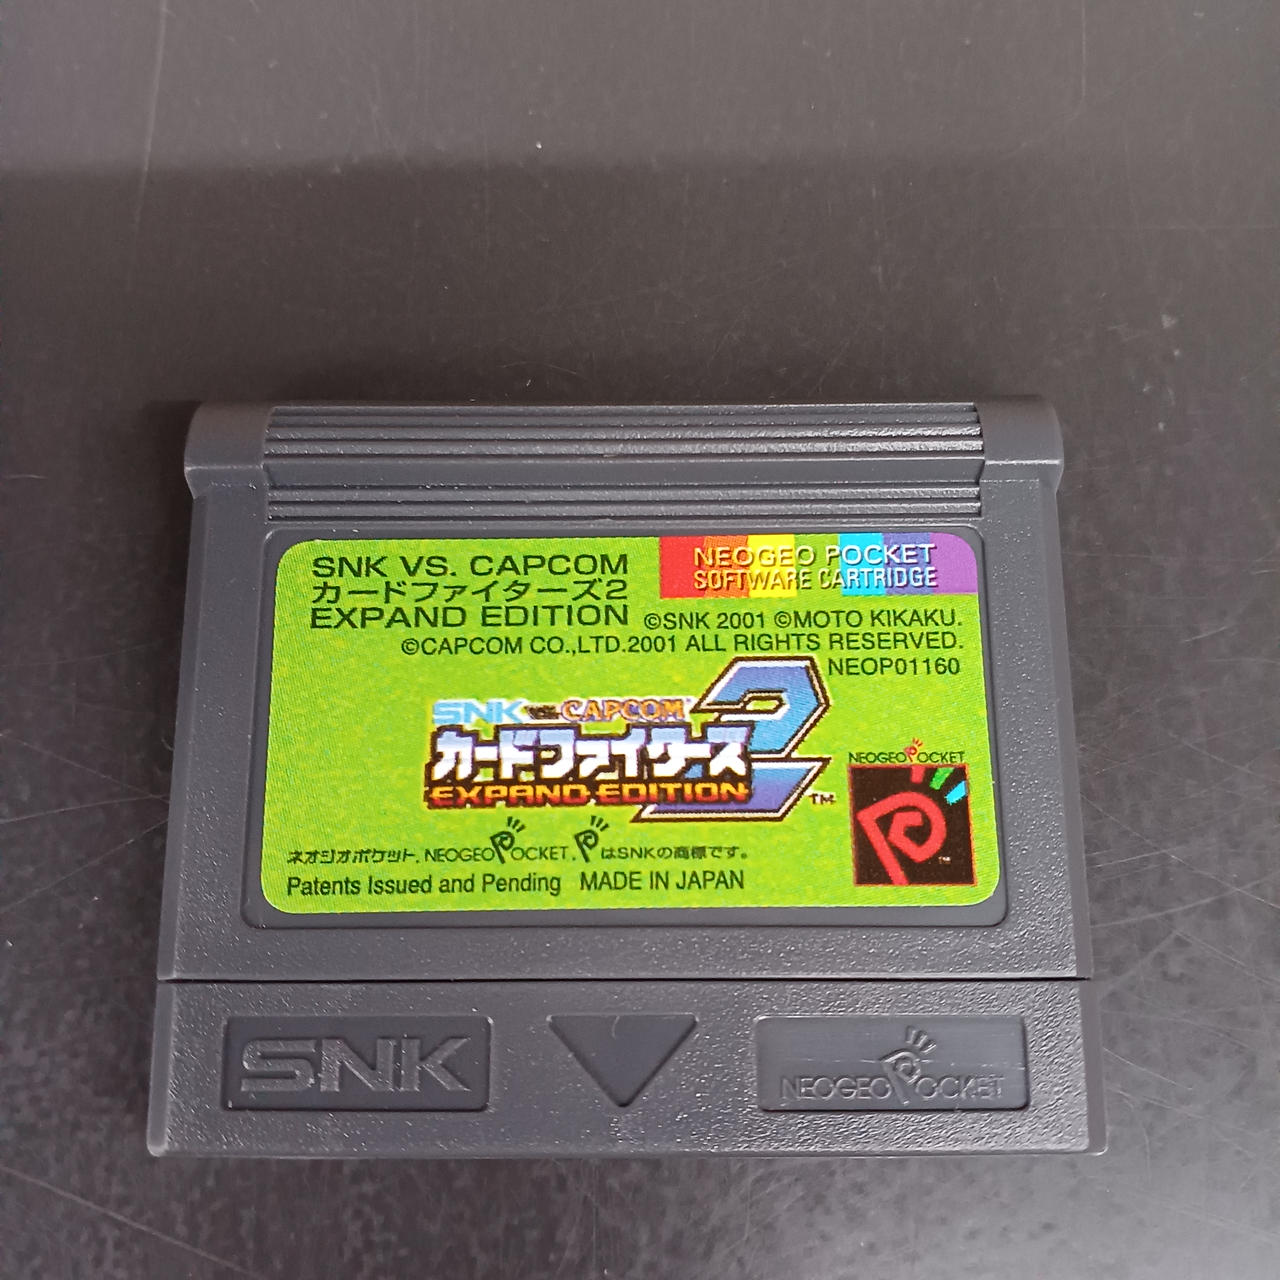 SNK VS. CAPCOM
カードファイターズ2
EXPAND EDITION
NEOGEO POCKET
SOFTWARE CARTRIDGE
©SNK 2001 ©MOTO KIKAKU.
©CAPCOM CO.,LTD.2001 ALL RIGHTS RESERVED.
NEOP01160
SNK VS. CAPCOM 2
カードファイターズ
EXPAND EDITION
TM
NEOGEO POCKET
TM
ネオジオポケット, NEOGEO POCKET, PはSNKの商標です。
Patents Issued and Pending MADE IN JAPAN
SNK
NEOGEO POCKET